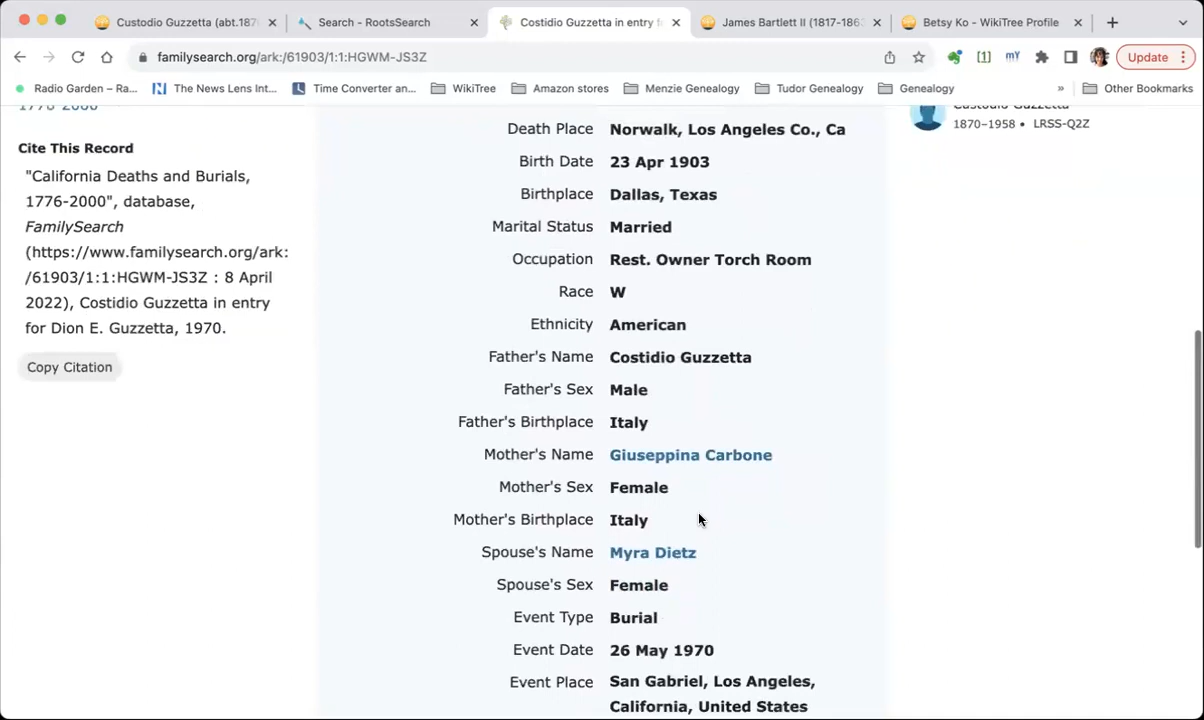 Custodo Guzzetta (abt.187
Search - RootsSearch
Costidio Guzzetta in entry f
James Bartlett II (1817-186
Betsy Ko - WikiTree Profile
familysearch.org/ark:/61903/1:1:HGWM-JS3Z
[1]
mY
Update
Radio Garden – Ra...
The News Lens Int...
Time Converter an...
WikiTree
Amazon stores
Menzie Genealogy
Tudor Genealogy
Genealogy
»
Other Bookmarks
1776-2000
Cite This Record
"California Deaths and Burials,
1776-2000", database,
FamilySearch
(https://www.familysearch.org/ark:
/61903/1:1:HGWM-JS3Z : 8 April
2022), Costidio Guzzetta in entry
for Dion E. Guzzetta, 1970.
Copy Citation
Death Place Norwalk, Los Angeles Co., Ca
Birth Date 23 Apr 1903
Birthplace Dallas, Texas
Marital Status Married
Occupation Rest. Owner Torch Room
Race W
Ethnicity American
Father's Name Costidio Guzzetta
Father's Sex Male
Father's Birthplace Italy
Mother's Name Giuseppina Carbone
Mother's Sex Female
Mother's Birthplace Italy
Spouse's Name Myra Dietz
Spouse's Sex Female
Event Type Burial
Event Date 26 May 1970
Event Place San Gabriel, Los Angeles,
California, United States
Custodio Guzzetta
1870–1958 • LRSS-Q2Z